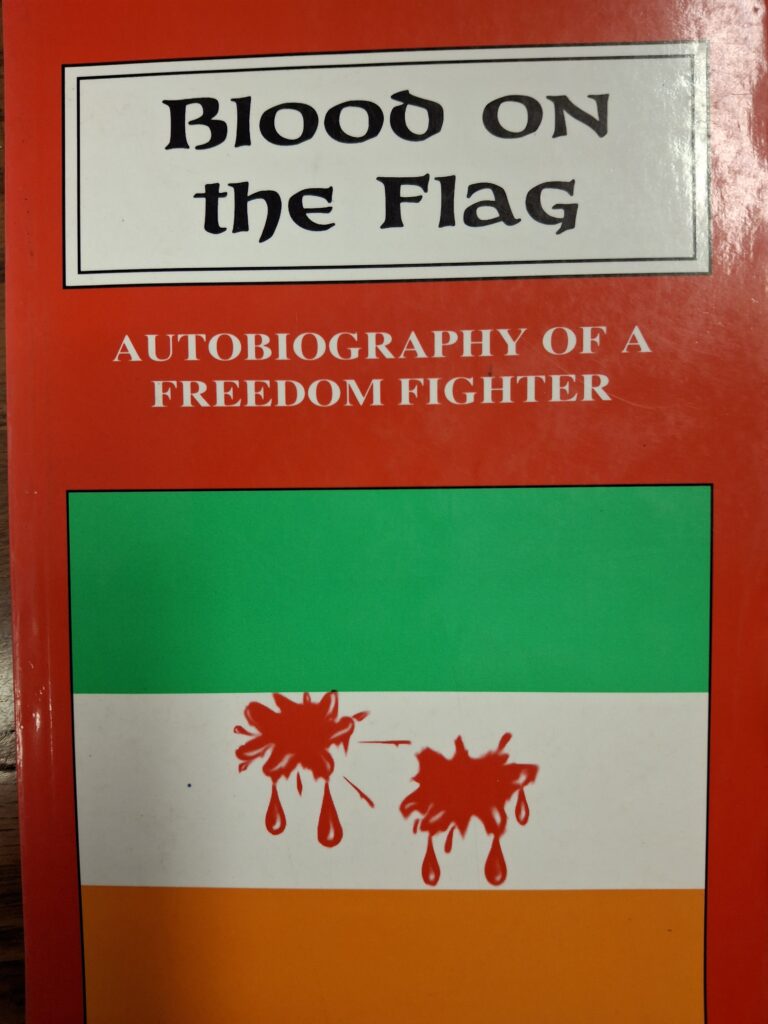 Blood on
the Flag
AUTOBIOGRAPHY OF A
FREEDOM FIGHTER